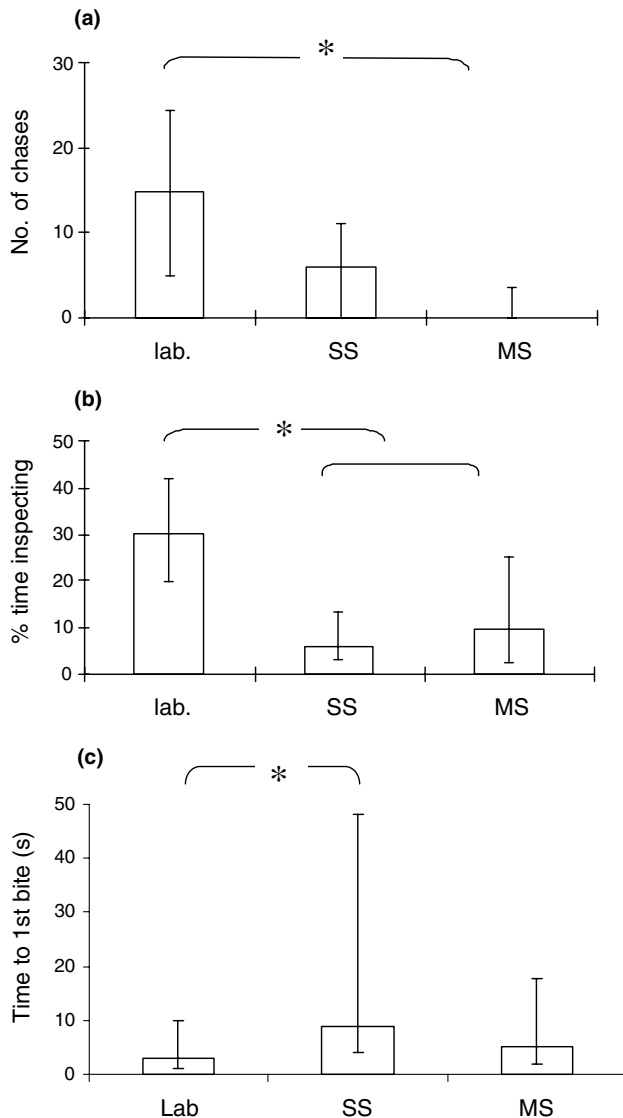 (a)
*
30
20
10
0
No. of chases
lab. SS MS
(b)
*
50
40
30
20
10
0
% time inspecting
lab. SS MS
(c)
*
50
40
30
20
10
0
Time to 1st bite (s)
Lab SS MS